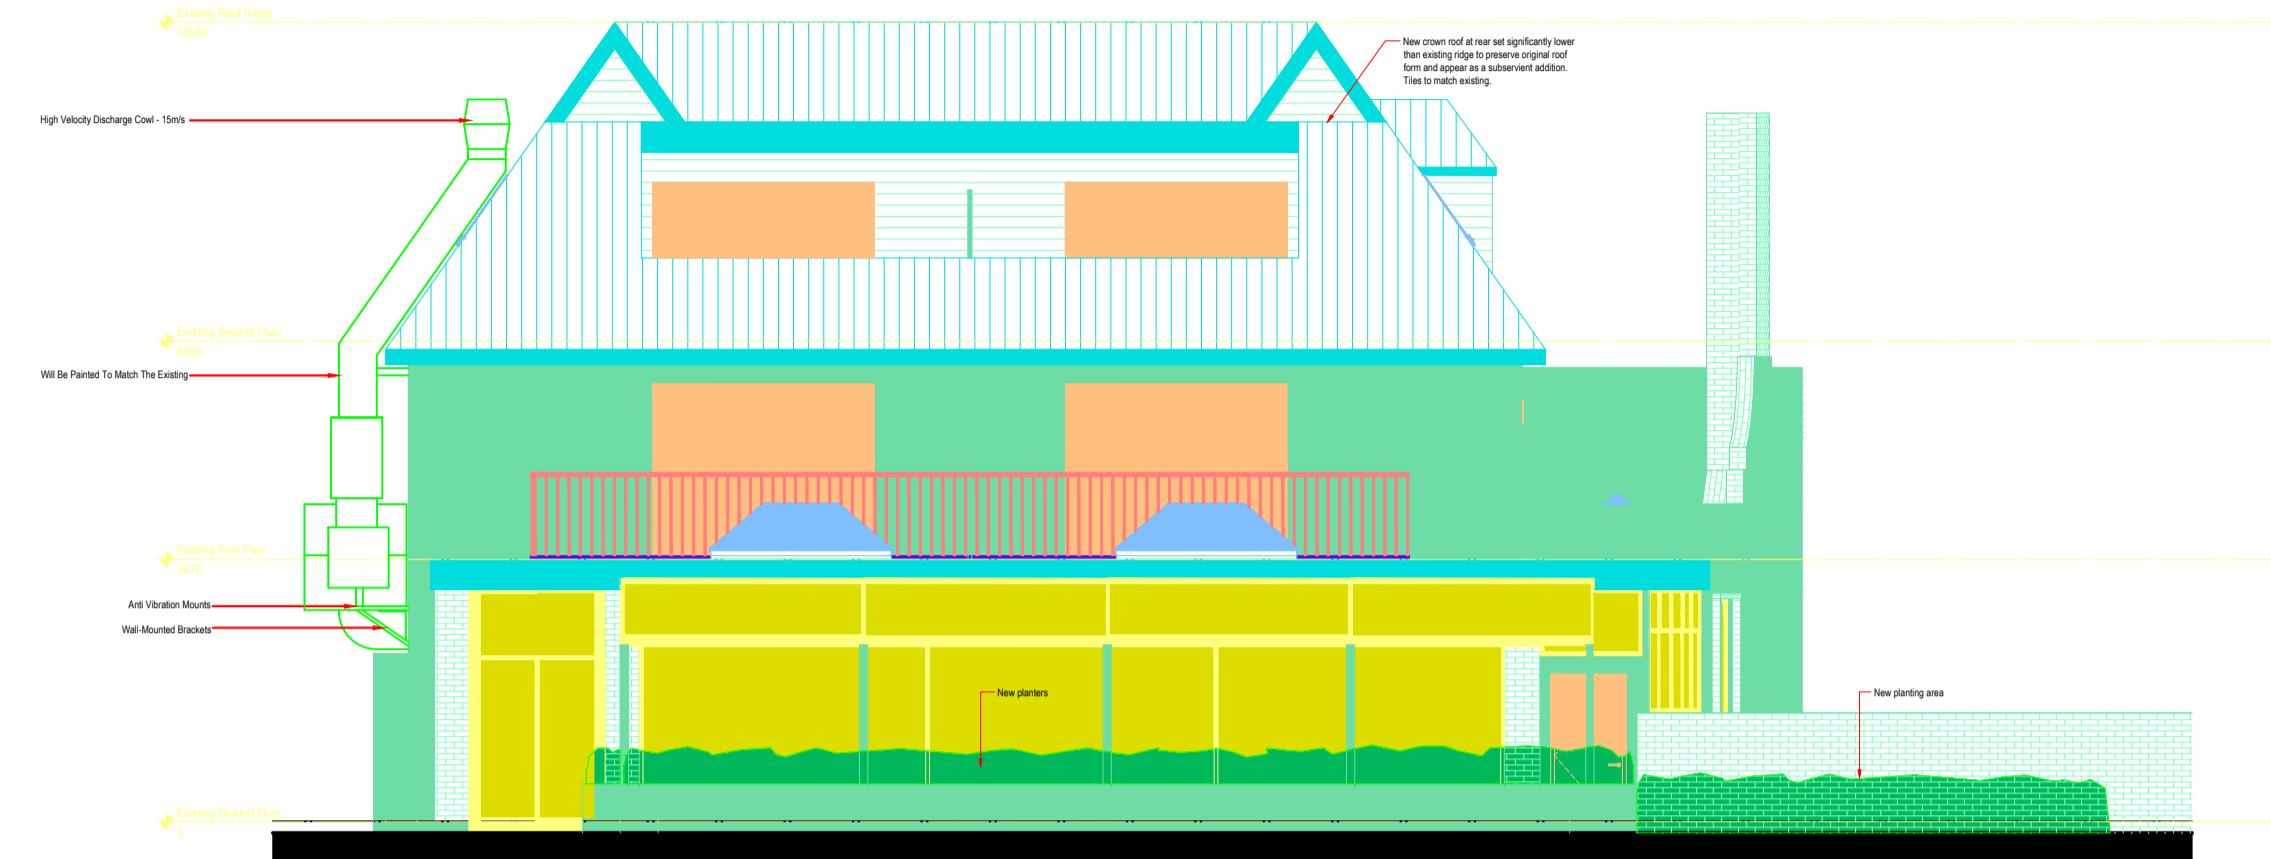 Existing Roof Ridge
10580
New crown roof at rear set significantly lower
than existing ridge to preserve original roof
form and appear as a subservient addition.
Tiles to match existing.
High Velocity Discharge Cowl - 15m/s
Existing Second Floor
6360
Will Be Painted To Match The Existing
Existing First Floor
3470
Anti Vibration Mounts
Wall-Mounted Brackets
New planters
New planting area
Existing Ground Floor
0